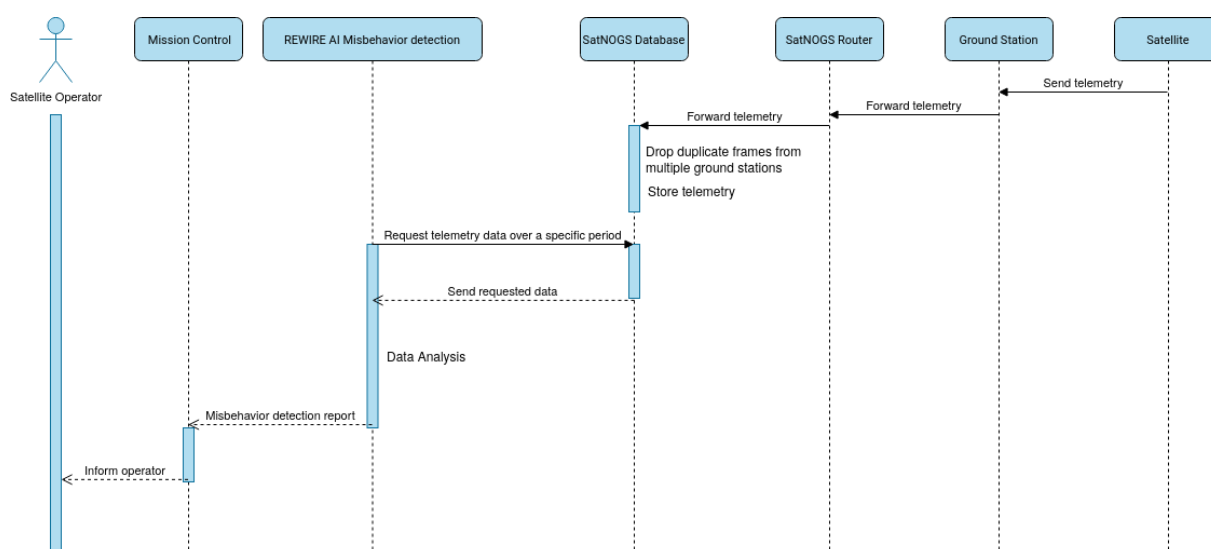 Mission Control
REWIRE AI Misbehavior detection
SatNOGS Database
SatNOGS Router
Ground Station
Satellite
Satellite Operator
Send telemetry
Forward telemetry
Forward telemetry
Drop duplicate frames from
multiple ground stations
Store telemetry
Request telemetry data over a specific period
Send requested data
Data Analysis
Misbehavior detection report
Inform operator